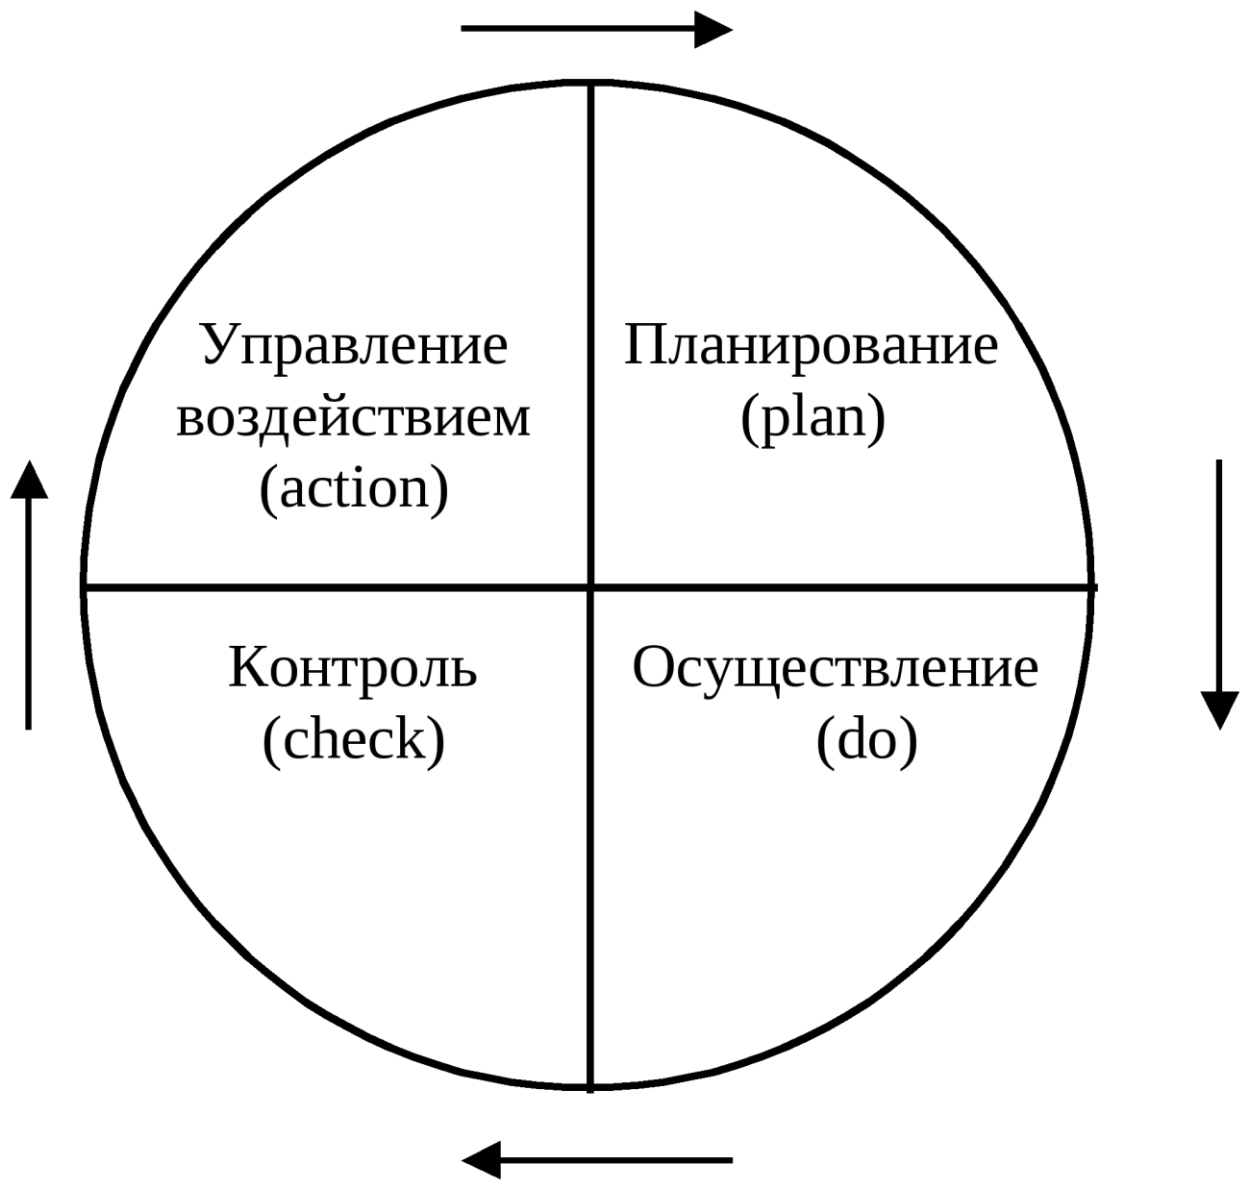 Управление
воздействием
(action)
Планирование
(plan)
Контроль
(check)
Осуществление
(do)